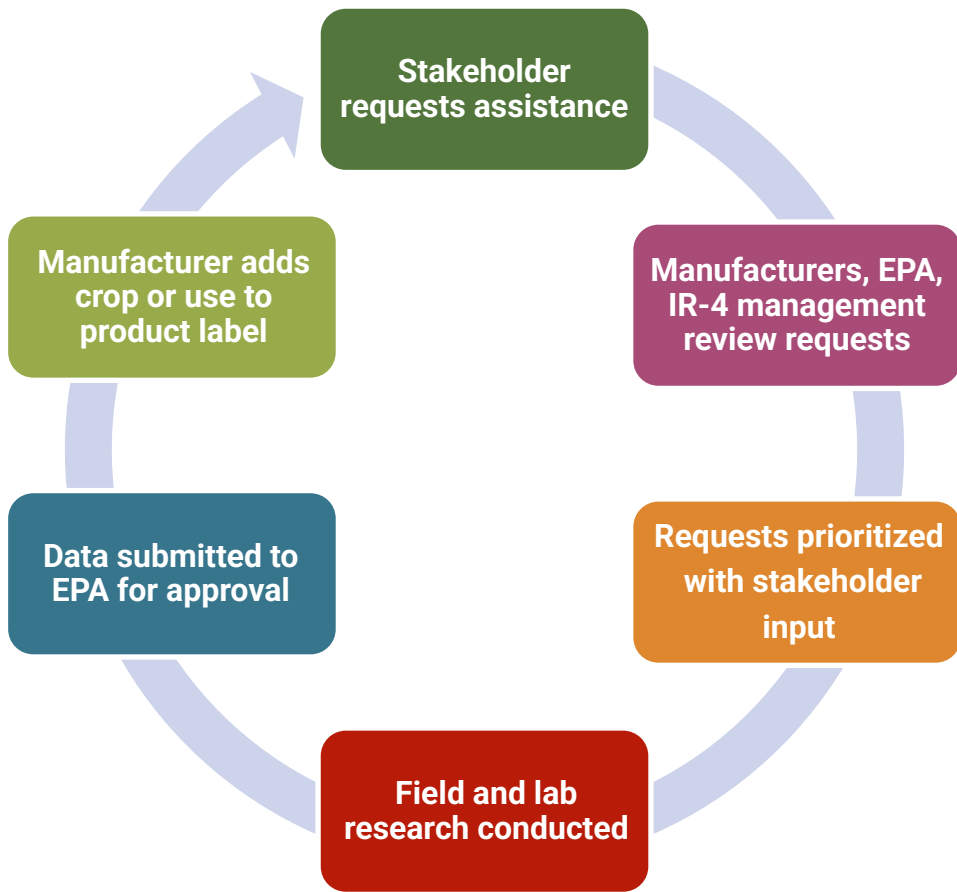 Stakeholder
requests assistance
Manufacturers, EPA,
IR-4 management
review requests
Requests prioritized
with stakeholder
input
Field and lab
research conducted
Data submitted to
EPA for approval
Manufacturer adds
crop or use to
product label